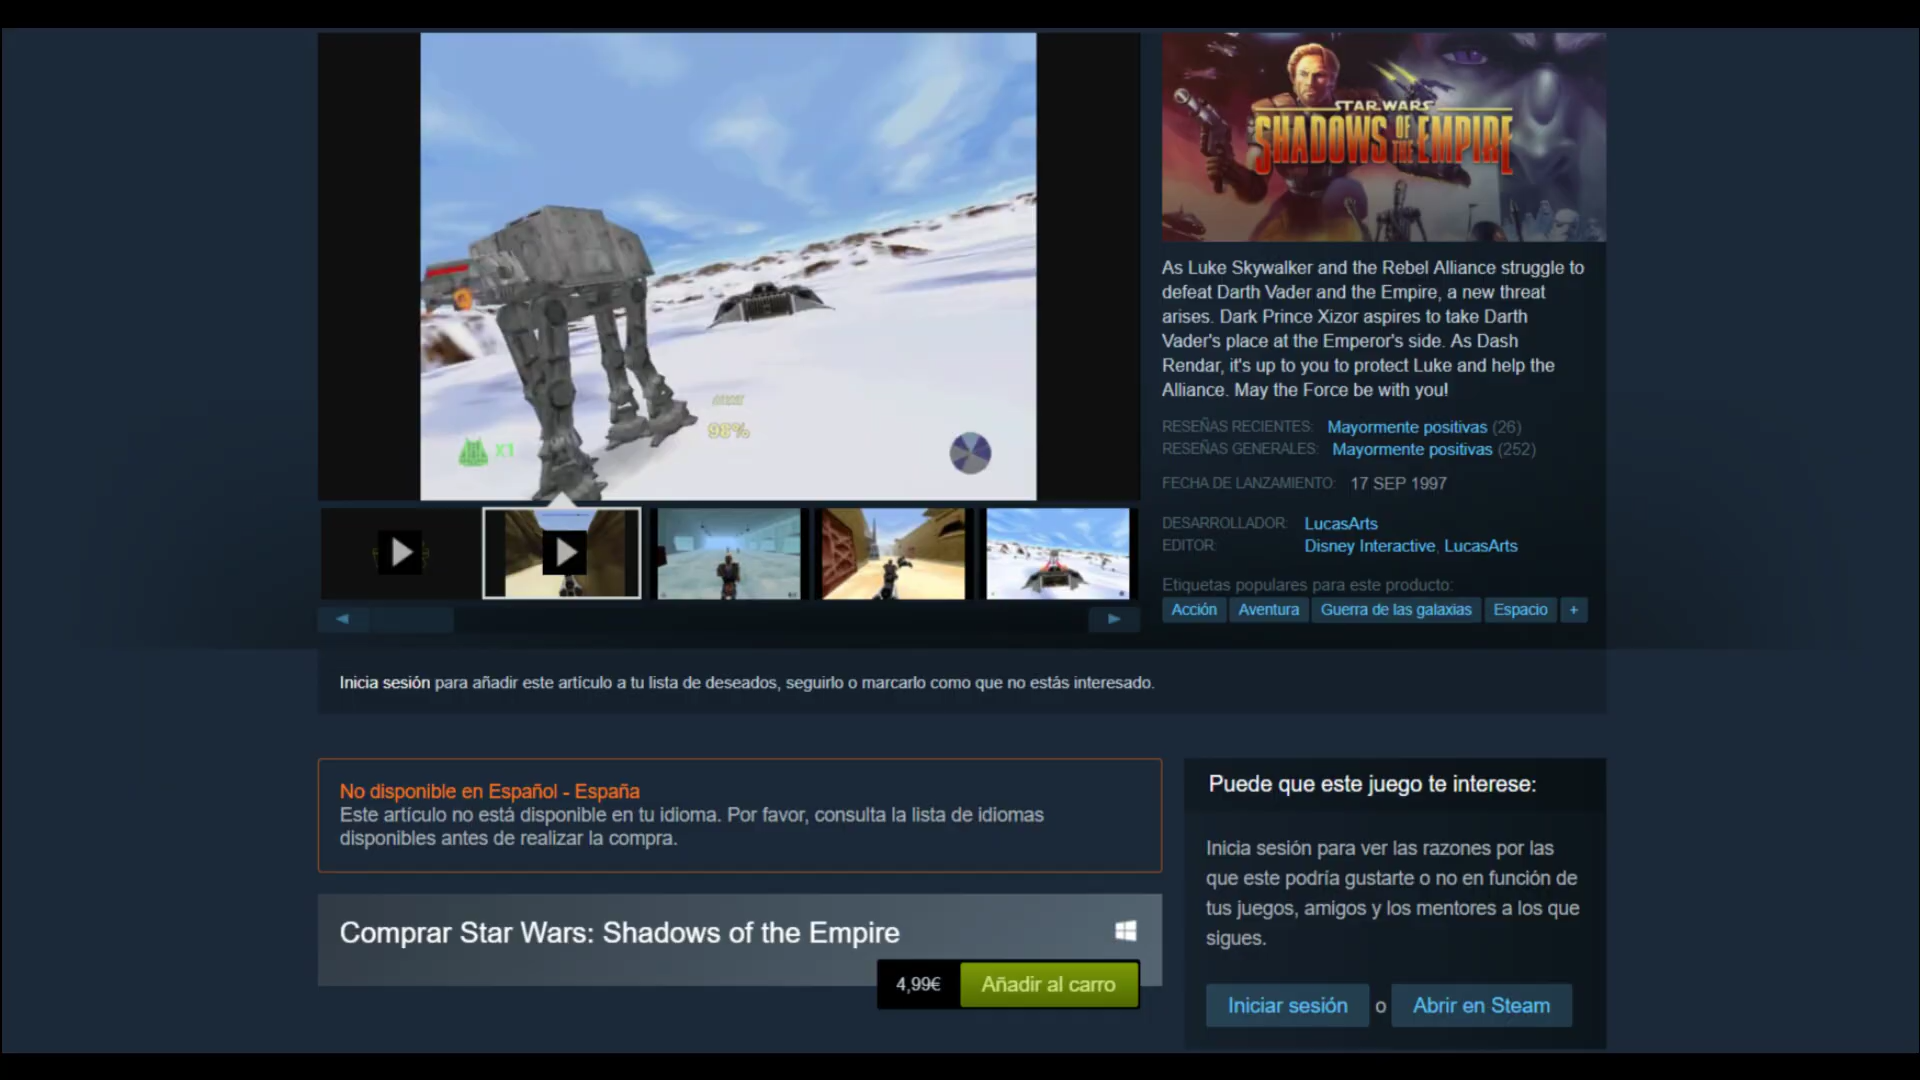 X1
98%
STAR WARS
SHADOWS OF THE EMPIRE
As Luke Skywalker and the Rebel Alliance struggle to
defeat Darth Vader and the Empire, a new threat
arises. Dark Prince Xizor aspires to take Darth
Vader's place at the Emperor's side. As Dash
Rendar, it's up to you to protect Luke and help the
Alliance. May the Force be with you!
RESEÑAS RECIENTES: Mayormente positivas (26)
RESEÑAS GENERALES: Mayormente positivas (252)
FECHA DE LANZAMIENTO: 17 SEP 1997
DESARROLLADOR: LucasArts
EDITOR: Disney Interactive, LucasArts
Etiquetas populares para este producto:
Acción Aventura Guerra de las galaxias Espacio +
Inicia sesión para añadir este artículo a tu lista de deseados, seguirlo o marcarlo como que no estás interesado.
No disponible en Español - España
Este artículo no está disponible en tu idioma. Por favor, consulta la lista de idiomas
disponibles antes de realizar la compra.
Comprar Star Wars: Shadows of the Empire
4,99€ Añadir al carro
Puede que este juego te interese:
Inicia sesión para ver las razones por las
que este podría gustarte o no en función de
tus juegos, amigos y los mentores a los que
sigues.
Iniciar sesión o Abrir en Steam